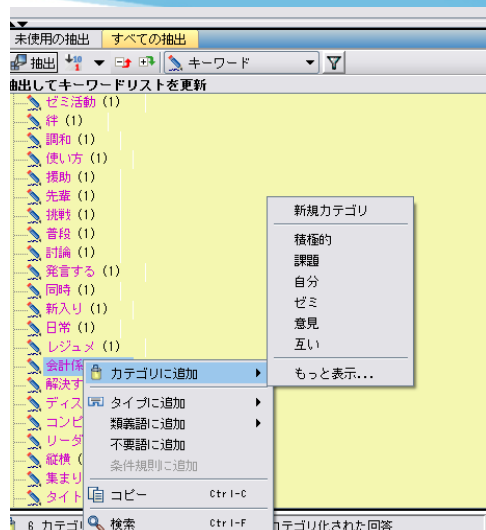 未使用の抽出 すべての抽出
抽出 キーワード
抽出してキーワードリストを更新
ゼミ活動 (1)
絆 (1)
調和 (1)
使い方 (1)
援助 (1)
先輩 (1)
挑戦 (1)
普段 (1)
討論 (1)
発言する (1)
同時 (1)
新入り (1)
日常 (1)
レジュメ (1)
会計係
解決す
ディス
コンピ
リーダ
縦横 (
集まり
タイト
新規カテゴリ
積極的
課題
自分
ゼミ
意見
互い
もっと表示...
カテゴリに追加
タイプに追加
類義語に追加
不要語に追加
条件規則に追加
コピー Ctrl-C
検索 Ctrl-F
6 カテゴリ
テゴリ化された回答